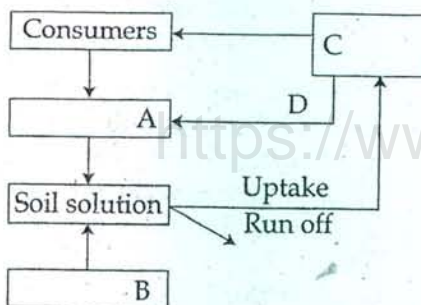 Consumers
C
A
D
https://ww
Soil solution
Uptake
Run off
B